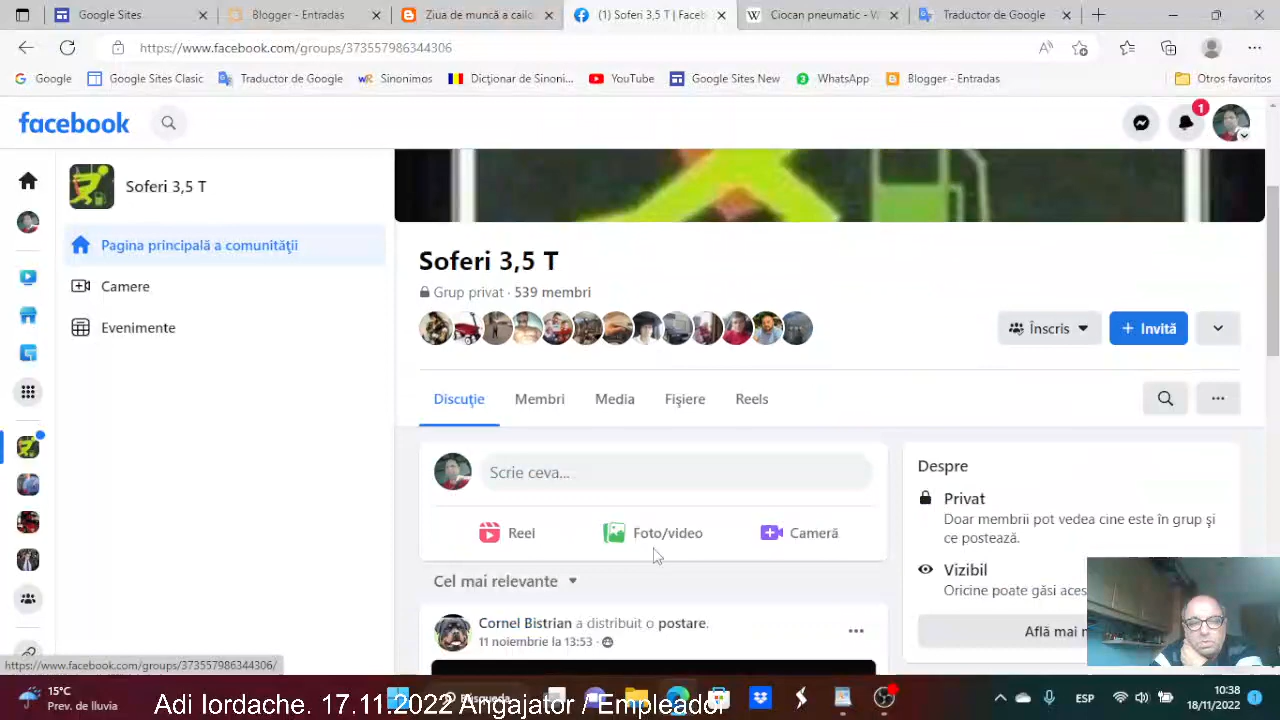 Google Sites
Blogger - Entradas
Ziua de muncă a cailo
(1) Soferi 3,5 T | Faceb
Ciocan pneumatic - W
Traductor de Google
https://www.facebook.com/groups/373557986344306
Google
Google Sites Clasic
Traductor de Google
Sinonimos
Dicționar de Sinoni...
YouTube
Google Sites New
WhatsApp
Blogger - Entradas
Otros favoritos
facebook
1
Soferi 3,5 T
Pagina principală a comunităţii
Camere
Evenimente
Soferi 3,5 T
Grup privat · 539 membri
Înscris
+ Invită
Discuţie
Membri
Media
Fişiere
Reels
Scrie ceva...
Reel
Foto/video
Cameră
Cel mai relevante
Cornel Bistrian a distribuit o postare.
11 noiembrie la 13:53
Despre
Privat
Doar membrii pot vedea cine este în grup şi
ce postează.
Vizibil
Oricine poate găsi aces
Află mai
https://www.facebook.com/groups/373557986344306/
15°C
Prev. de lluvia
Adi Iordache. 17.11.2022 Angajator / Empleador
ESP
10:38
18/11/2022
1